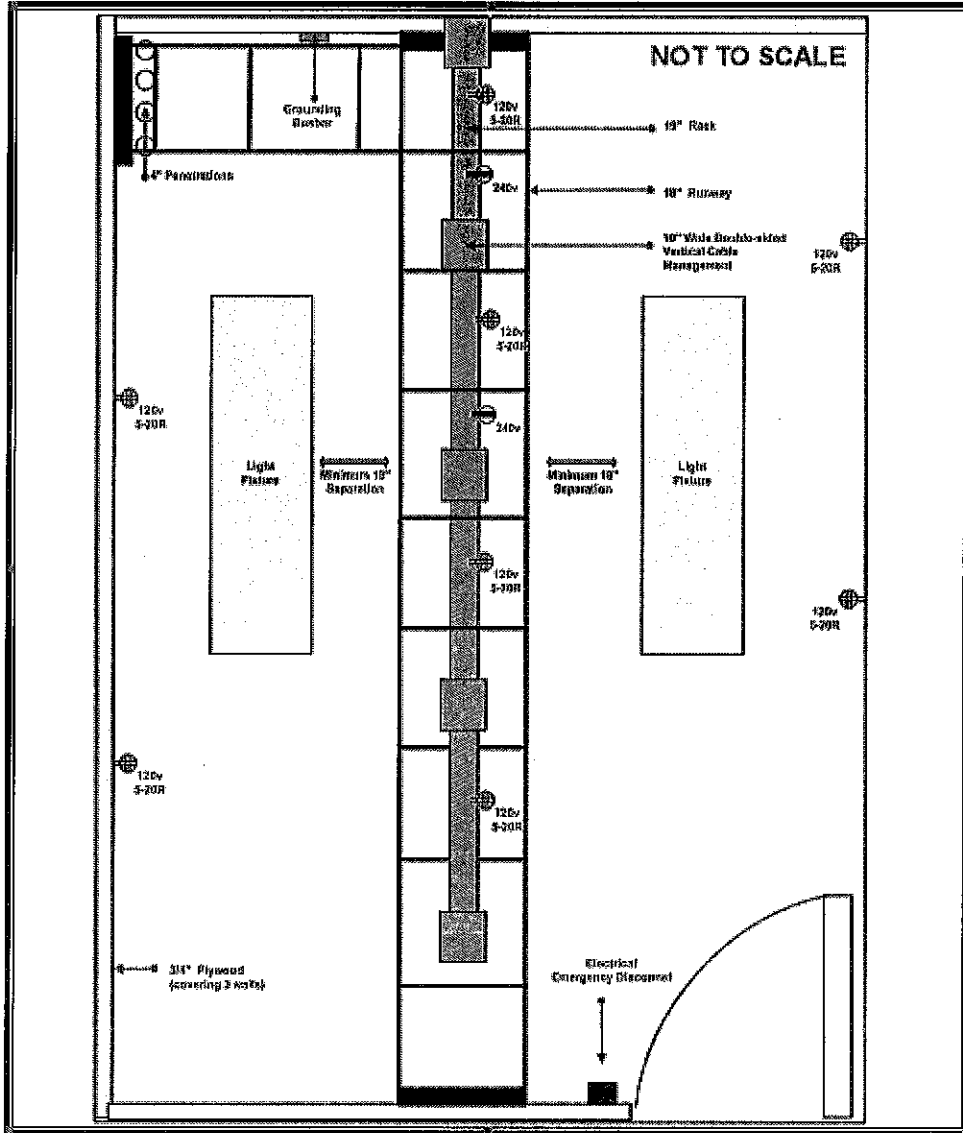 NOT TO SCALE
120v
5-20R
Grounding
Busbar
19" Rack
4" Penetrations
240v
18" Runway
10" Wide Double-sided
Vertical Cable
Management
120v
5-20R
120v
5-20R
120v
5-20R
240v
Light
Fixture
Minimum 18"
Separation
Minimum 18"
Separation
Light
Fixture
120v
5-20R
120v
5-20R
120v
5-20R
120v
5-20R
3/4" Plywood
(covering 3 walls)
Electrical
Emergency Disconnect